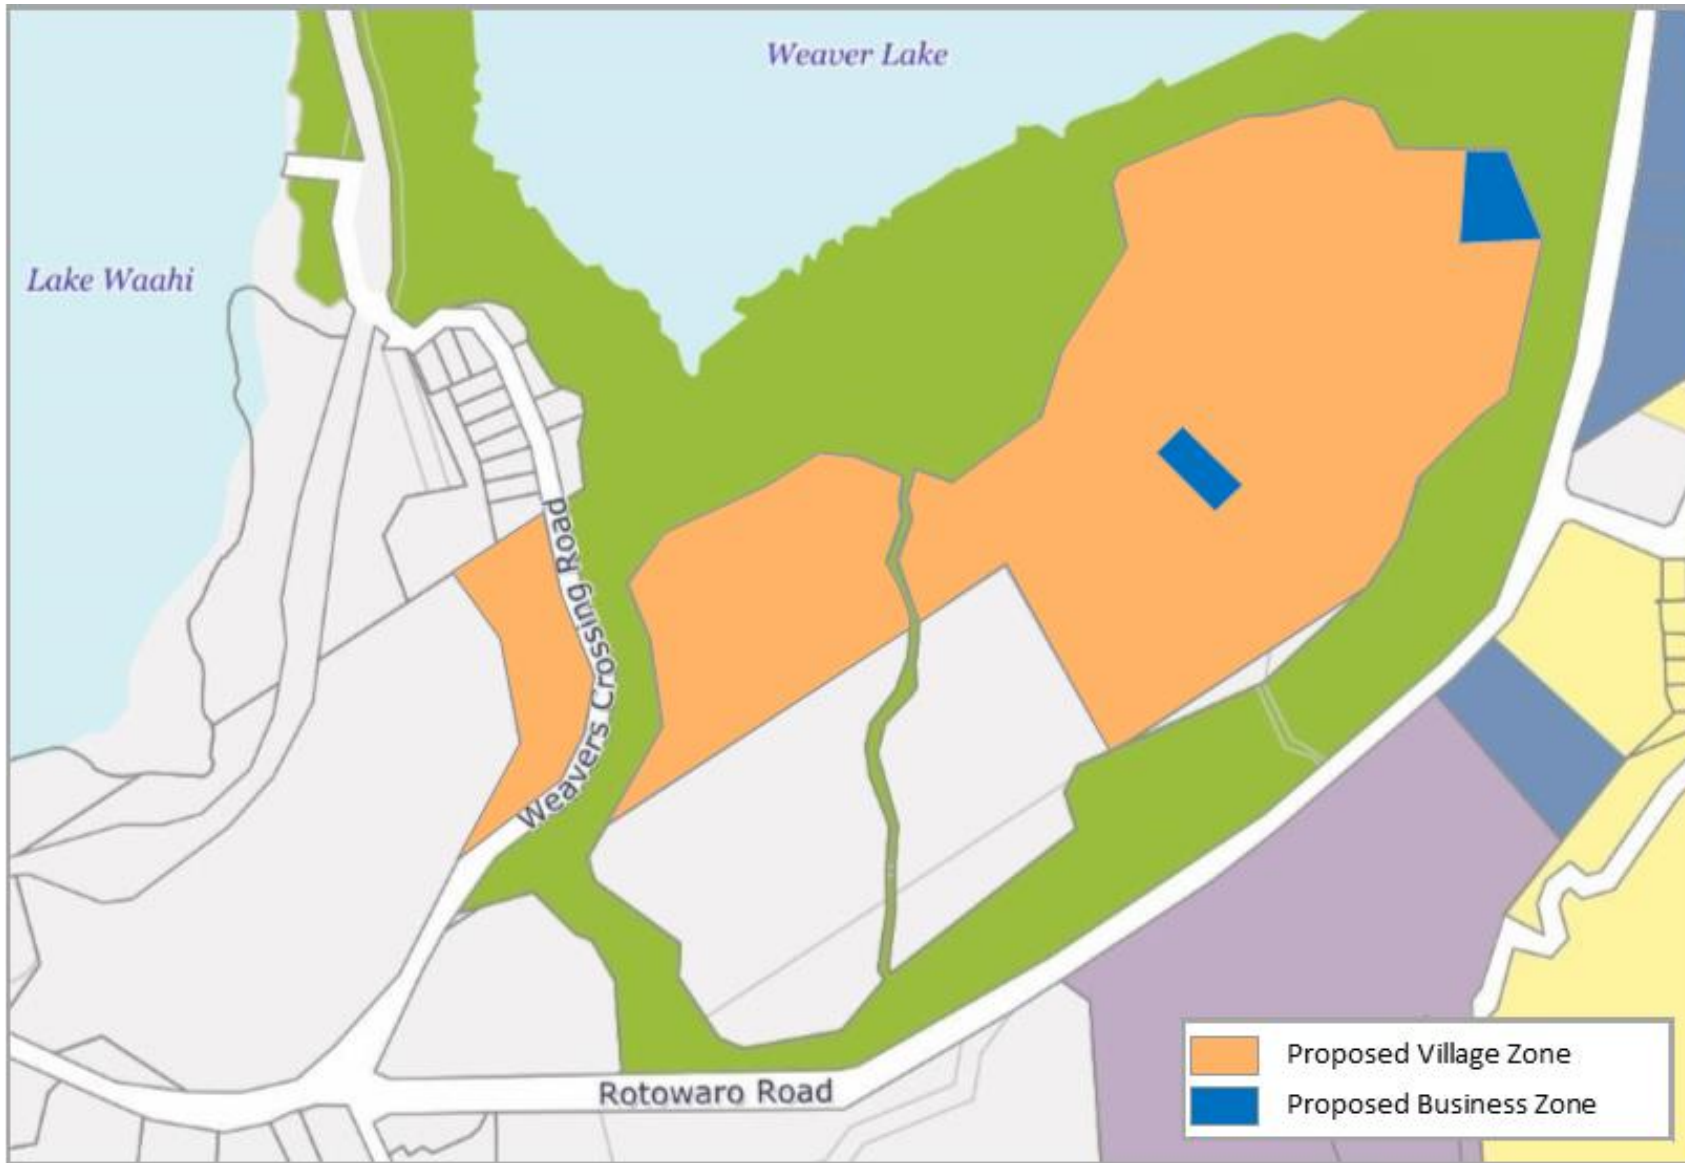 Weaver Lake
Lake Waahi
Weavers Crossing Road
Rotowaro Road
Proposed Village Zone
Proposed Business Zone